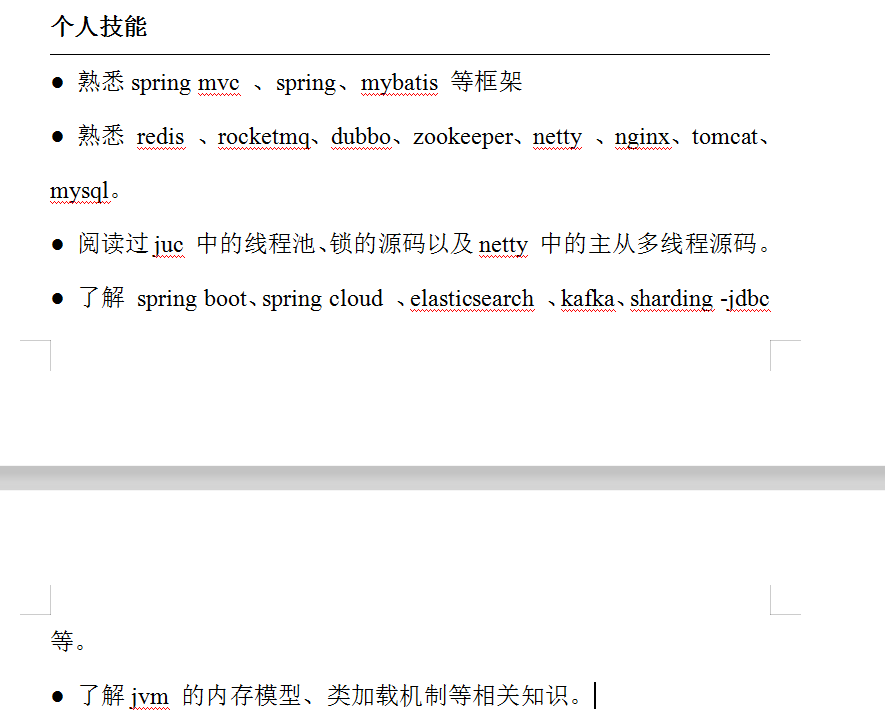 个人技能
● 熟悉 spring mvc 、spring、mybatis 等框架
● 熟悉 redis 、rocketmq、dubbo、zookeeper、netty 、nginx、tomcat、
mysql。
● 阅读过 juc 中的线程池、锁的源码以及 netty 中的主从多线程源码。
● 了解 spring boot、spring cloud 、elasticsearch 、kafka、sharding -jdbc
等。
● 了解 jvm 的内存模型、类加载机制等相关知识。